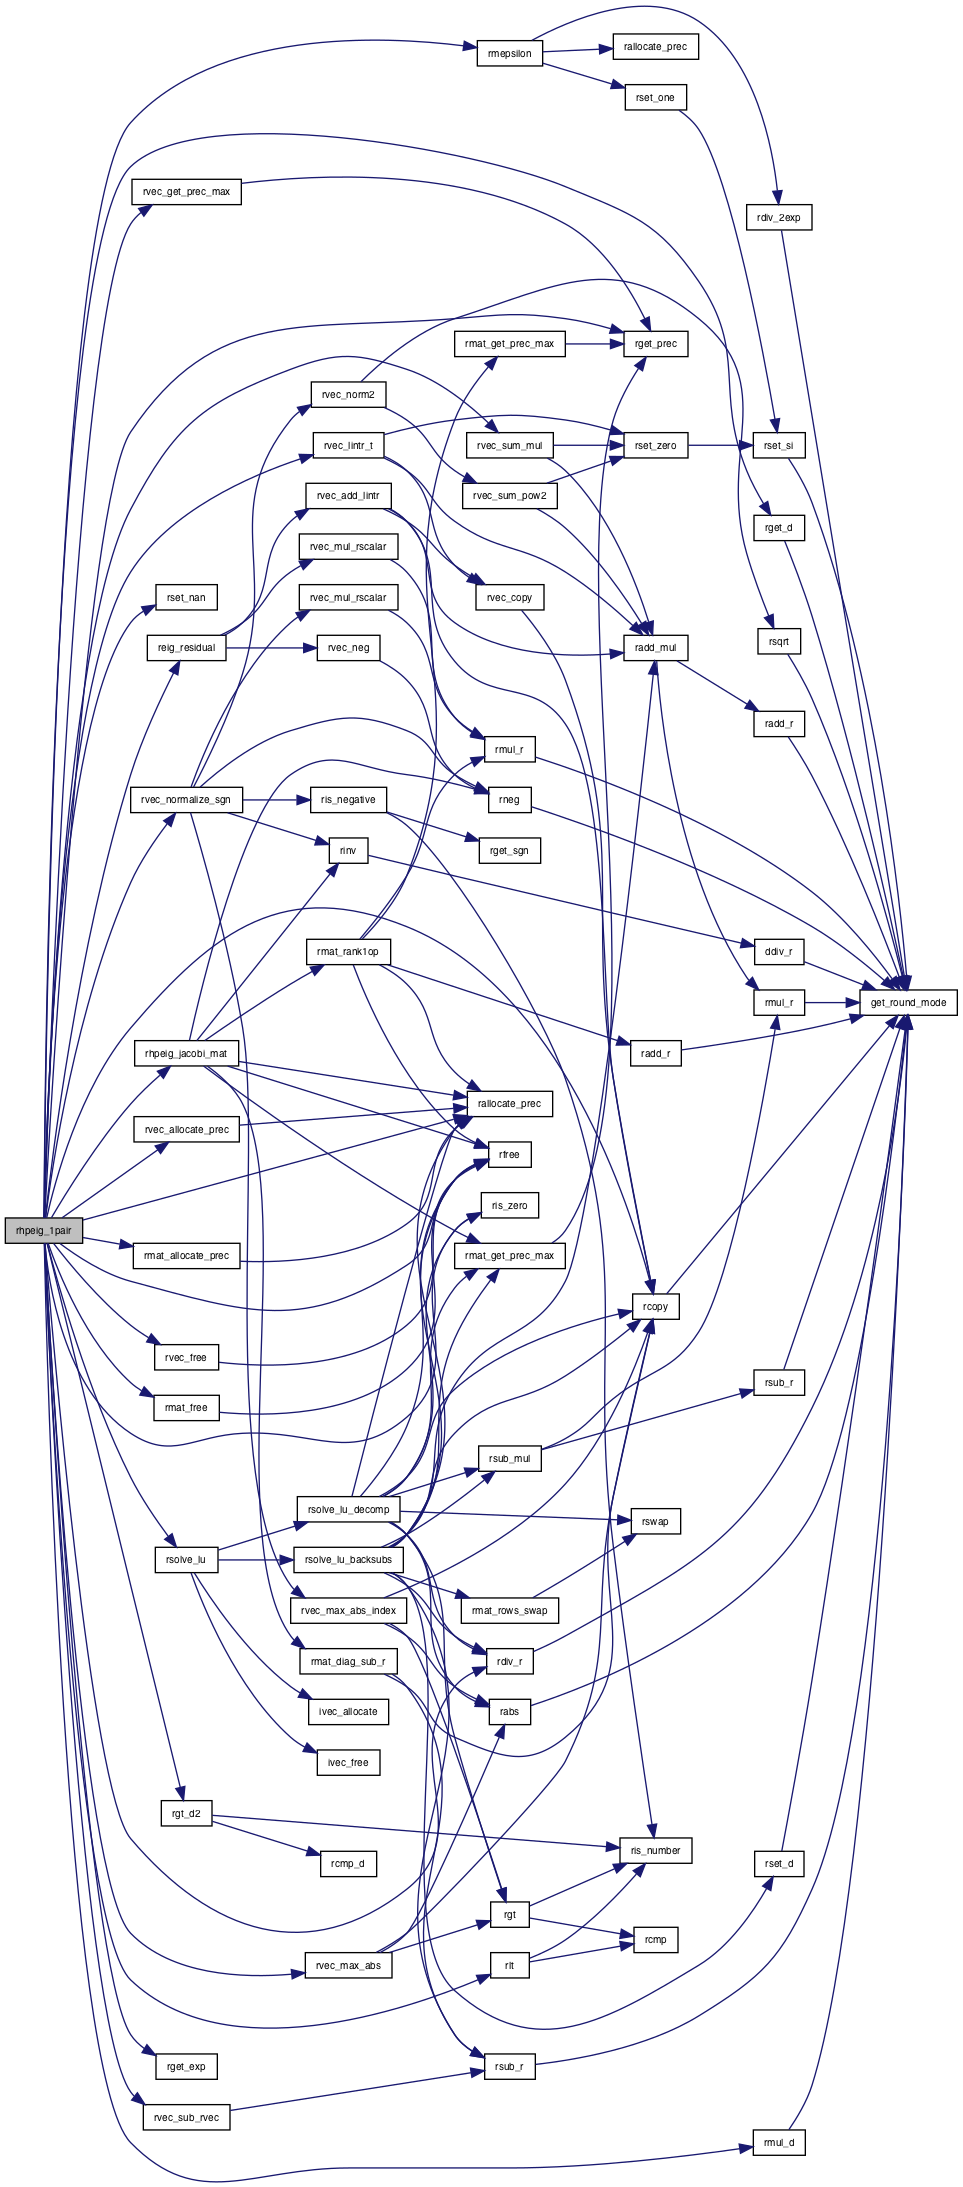 rmepsilon
rallocate_prec
rset_one
rvec_get_prec_max
rdiv_2exp
rmat_get_prec_max
rget_prec
rvec_norm2
rvec_lintr_t
rvec_sum_mul
rset_zero
rset_si
rvec_add_lintr
rvec_sum_pow2
rget_d
rvec_mul_rscalar
rset_nan
rvec_mul_rscalar
rvec_copy
reig_residual
rvec_neg
radd_mul
rsqrt
radd_r
rmul_r
rvec_normalize_sgn
ris_negative
rneg
rinv
rget_sgn
rmat_rank1op
ddiv_r
rmul_r
get_round_mode
rhpeig_jacobi_mat
radd_r
rvec_allocate_prec
rallocate_prec
rfree
ris_zero
rhpeig_1pair
rmat_allocate_prec
rmat_get_prec_max
rcopy
rvec_free
rsub_r
rmat_free
rsub_mul
rsolve_lu_decomp
rswap
rsolve_lu
rsolve_lu_backsubs
rvec_max_abs_index
rmat_rows_swap
rmat_diag_sub_r
rdiv_r
ivec_allocate
rabs
ivec_free
rgt_d2
ris_number
rcmp_d
rset_d
rgt
rcmp
rvec_max_abs
rlt
rget_exp
rsub_r
rvec_sub_rvec
rmul_d